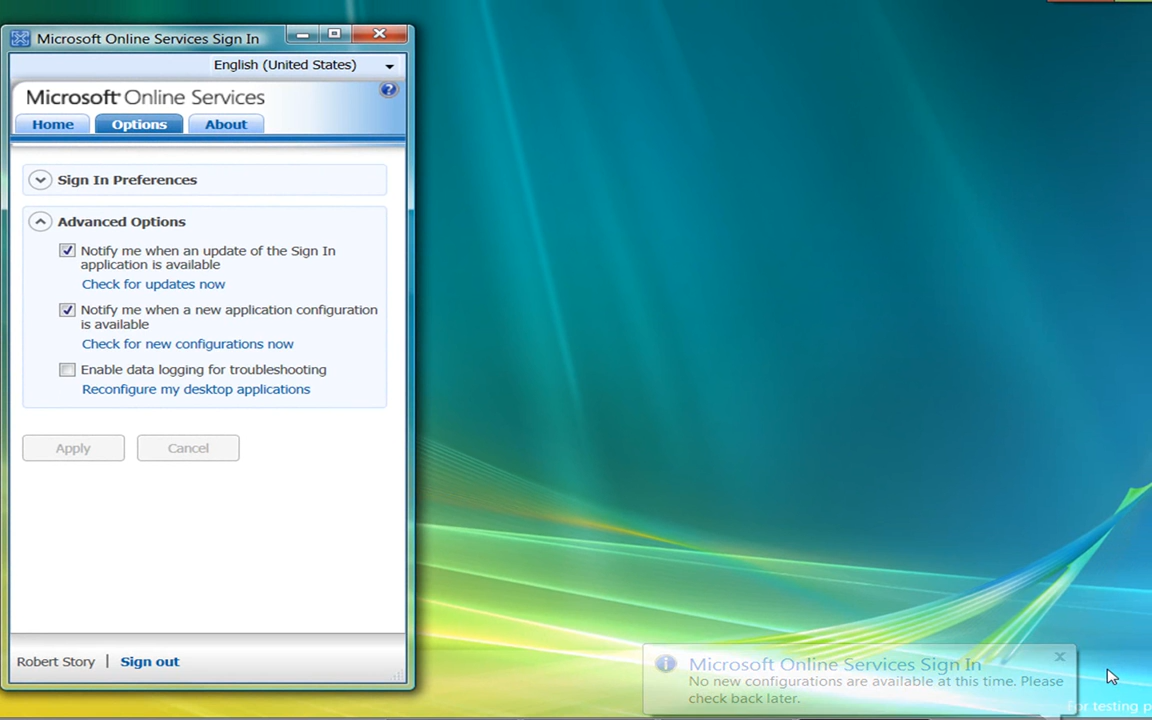 Microsoft Online Services Sign In
English (United States)
Microsoft Online Services
Home Options About
Sign In Preferences
Advanced Options
Notify me when an update of the Sign In
application is available
Check for updates now
Notify me when a new application configuration
is available
Check for new configurations now
Enable data logging for troubleshooting
Reconfigure my desktop applications
Apply Cancel
Robert Story | Sign out
Microsoft Online Services Sign In
No new configurations are available at this time. Please
check back later.
For testing p